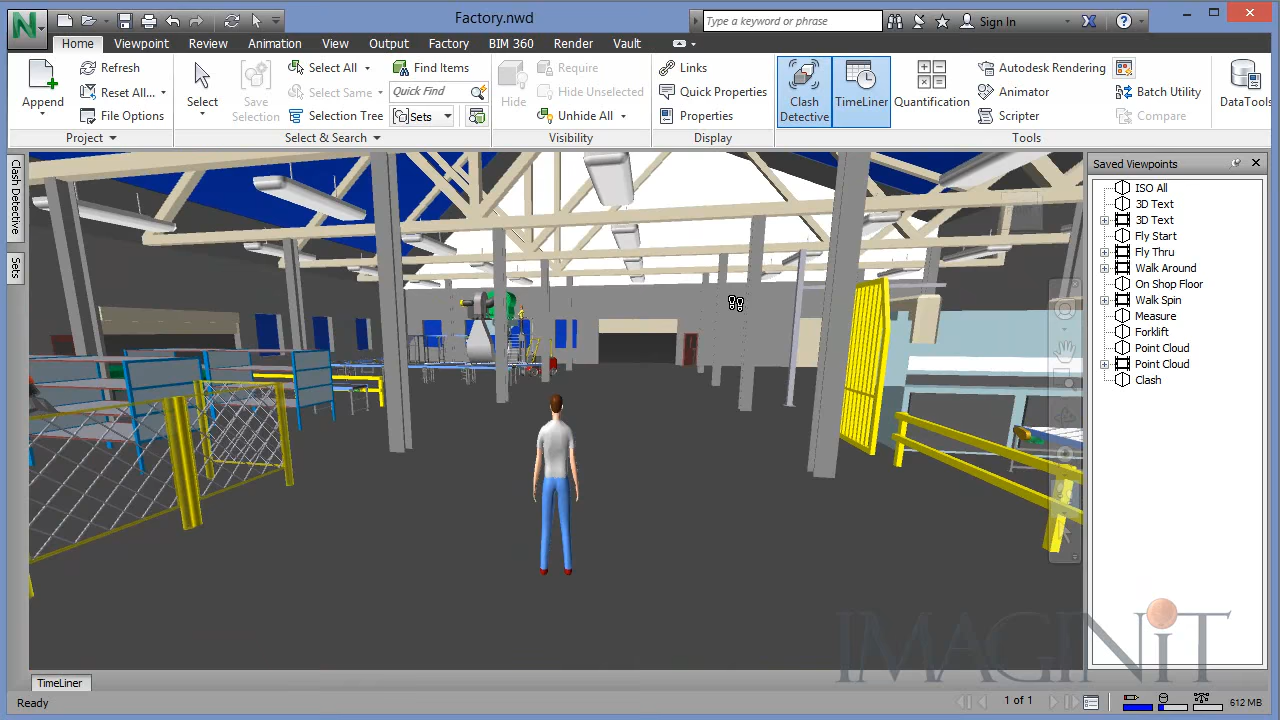 Factory.nwd
Type a keyword or phrase
Sign In
Home Viewpoint Review Animation View Output Factory BIM 360 Render Vault
Append
Refresh
Reset All...
File Options
Project
Select
Save Selection
Select All
Select Same
Selection Tree
Find Items
Quick Find
Sets
Select & Search
Hide
Require
Hide Unselected
Unhide All
Visibility
Links
Quick Properties
Properties
Display
Clash Detective
TimeLiner
Quantification
Autodesk Rendering
Animator
Scripter
Batch Utility
Compare
Tools
DataTools
Clash Detective
Sets
Saved Viewpoints
ISO All
3D Text
3D Text
Fly Start
Fly Thru
Walk Around
On Shop Floor
Walk Spin
Measure
Forklift
Point Cloud
Point Cloud
Clash
IMAGINiT
TimeLiner
Ready
1 of 1
612 MB